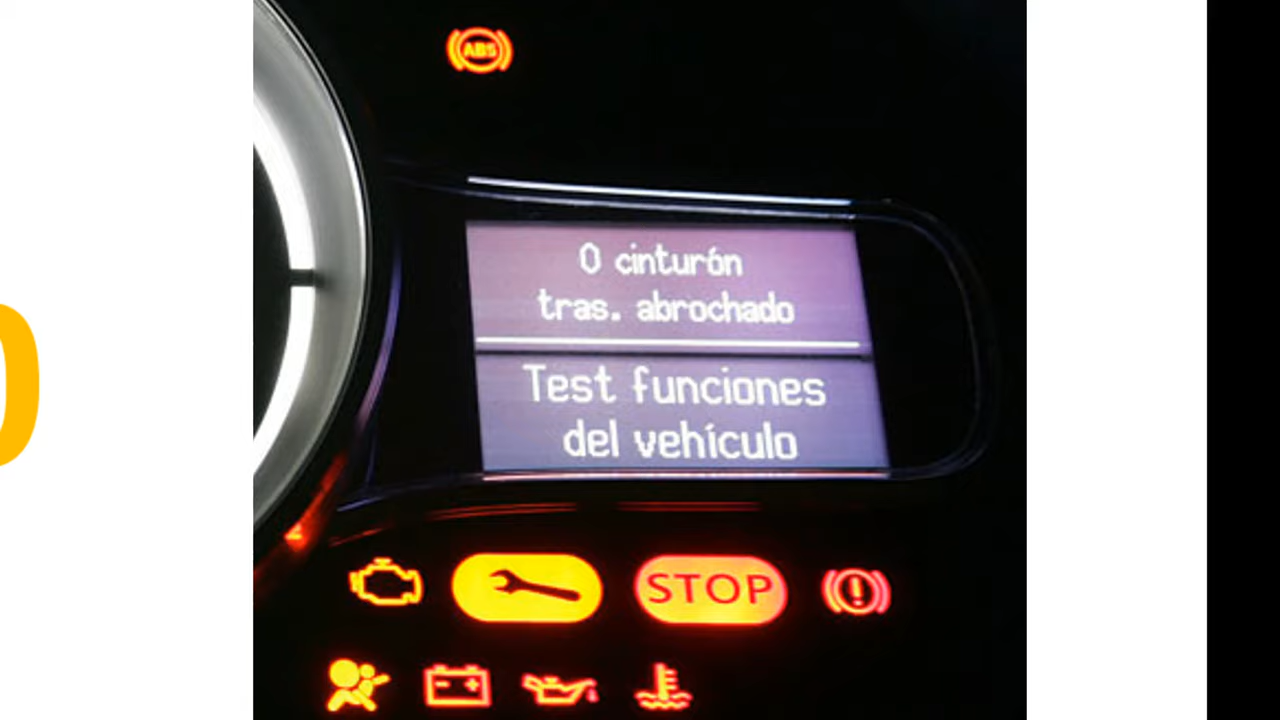 ABS
0 cinturón
tras. abrochado
Test funciones
del vehículo
STOP